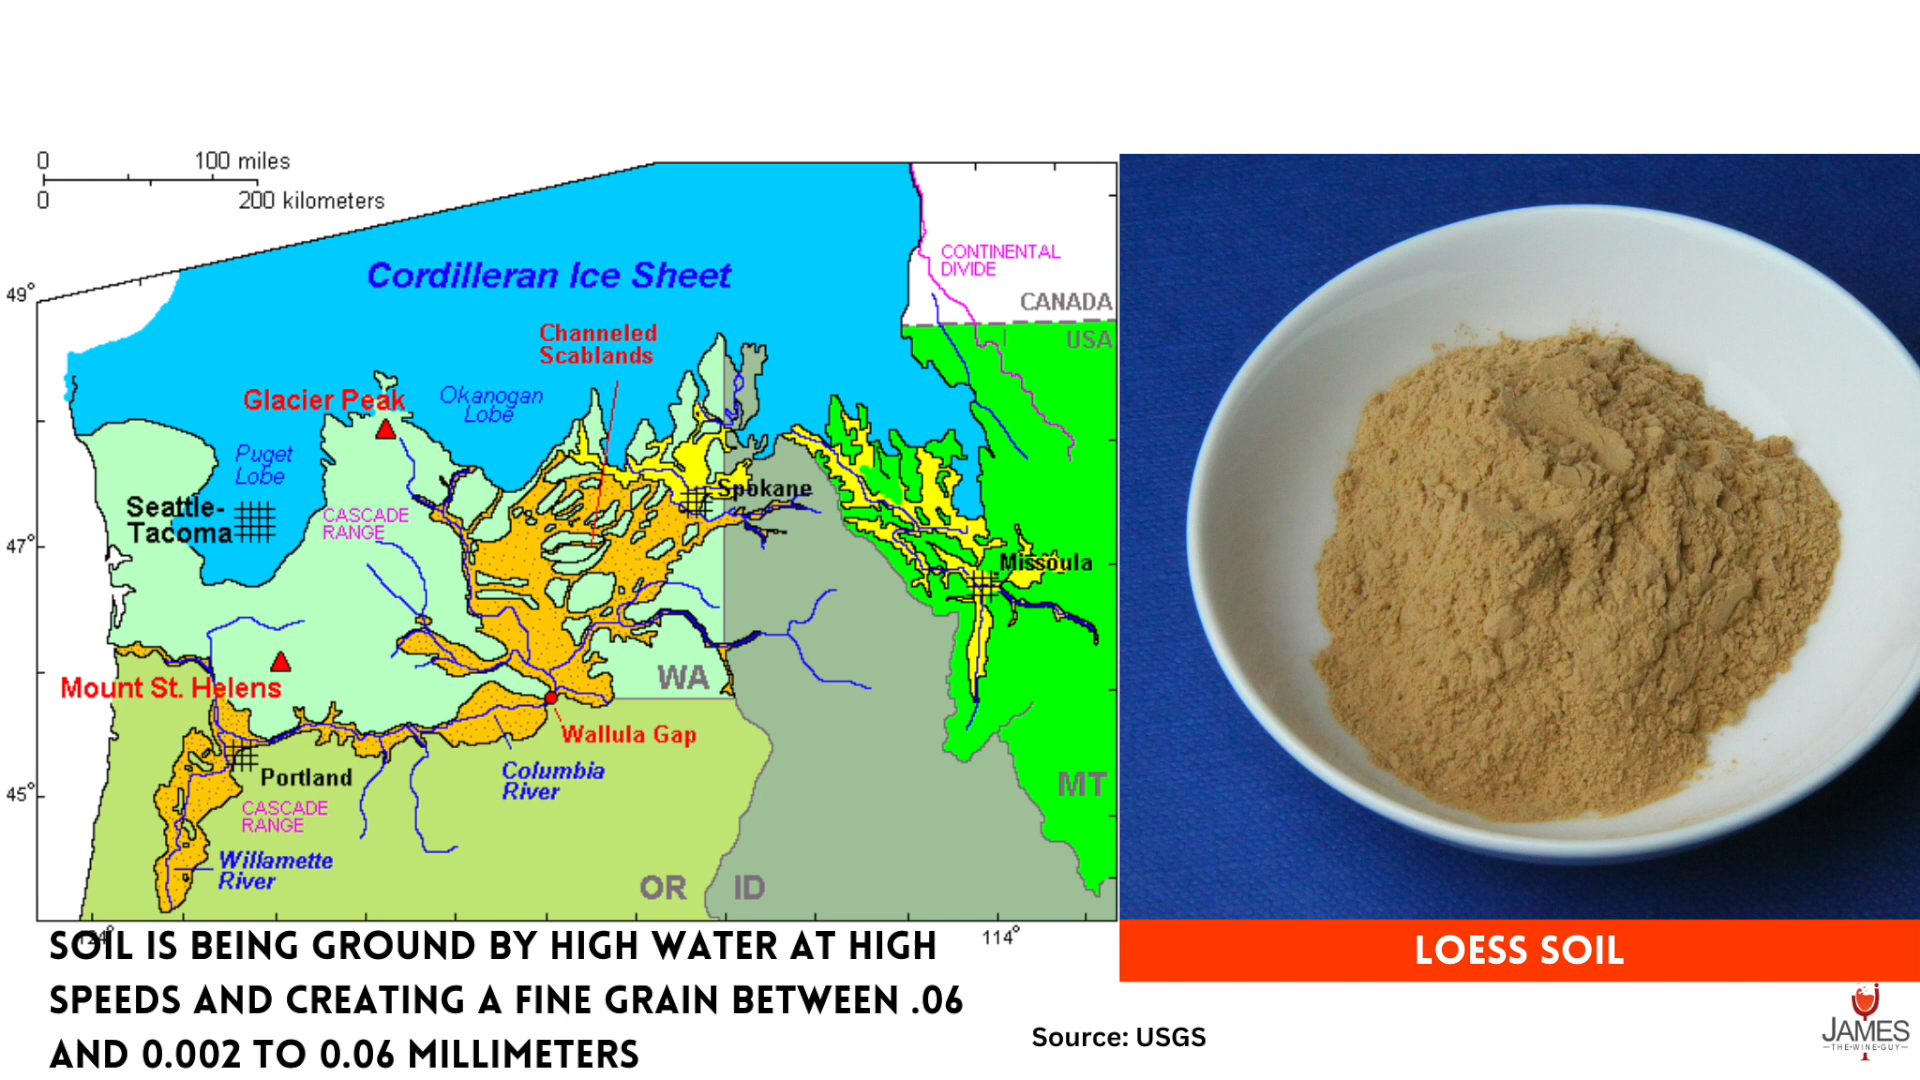 0 100 miles
0 200 kilometers
Cordilleran Ice Sheet
CONTINENTAL
DIVIDE
49°
CANADA
USA
Channeled
Scablands
Glacier Peak
Okanogan
Lobe
Puget
Lobe
Seattle-
Tacoma
CASCADE
RANGE
Spokane
47°
Missoula
WA
Mount St. Helens
Wallula Gap
Columbia
River
Portland
CASCADE
RANGE
45°
MT
Willamette
River
OR ID
124°
114°
SOIL IS BEING GROUND BY HIGH WATER AT HIGH
SPEEDS AND CREATING A FINE GRAIN BETWEEN .06
AND 0.002 TO 0.06 MILLIMETERS
LOESS SOIL
Source: USGS
JAMES
THE WINE GUY